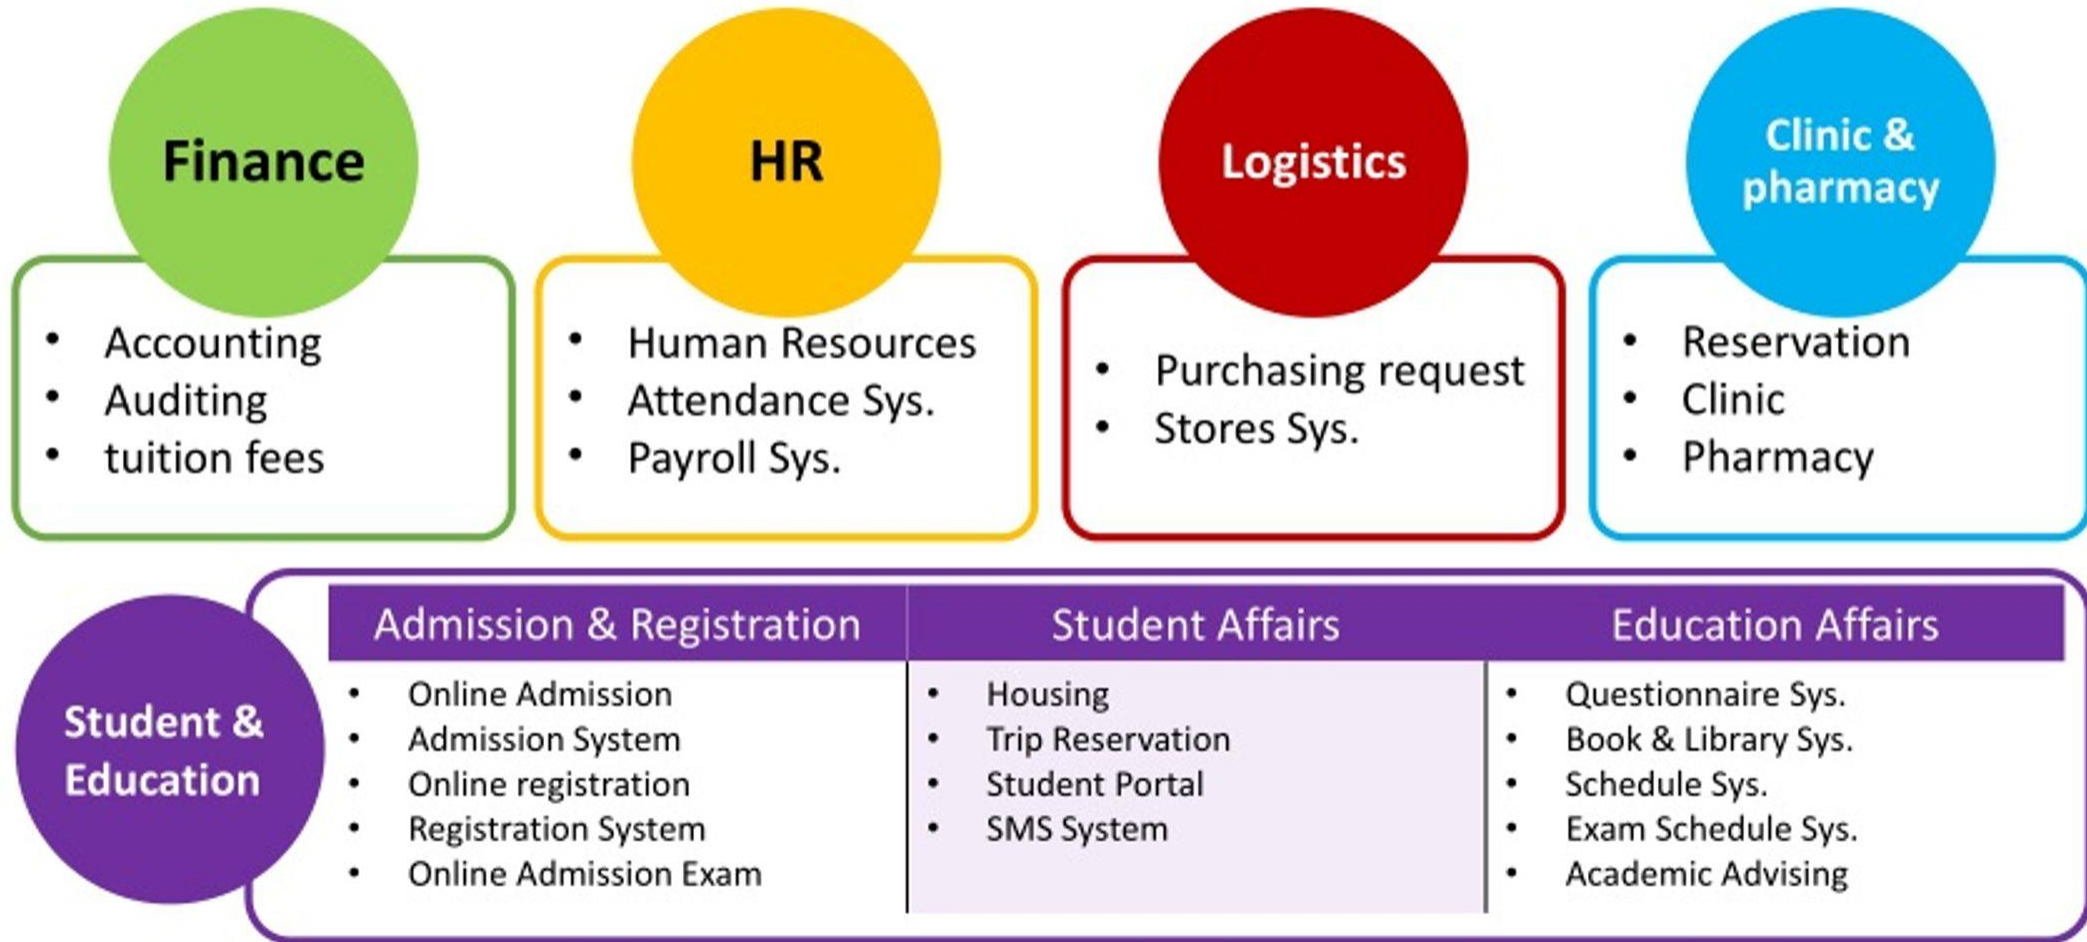 Finance
• Accounting
• Auditing
• tuition fees
HR
• Human Resources
• Attendance Sys.
• Payroll Sys.
Logistics
• Purchasing request
• Stores Sys.
Clinic &
pharmacy
• Reservation
• Clinic
• Pharmacy
Student &
Education
Admission & Registration
• Online Admission
• Admission System
• Online registration
• Registration System
• Online Admission Exam
Student Affairs
• Housing
• Trip Reservation
• Student Portal
• SMS System
Education Affairs
• Questionnaire Sys.
• Book & Library Sys.
• Schedule Sys.
• Exam Schedule Sys.
• Academic Advising